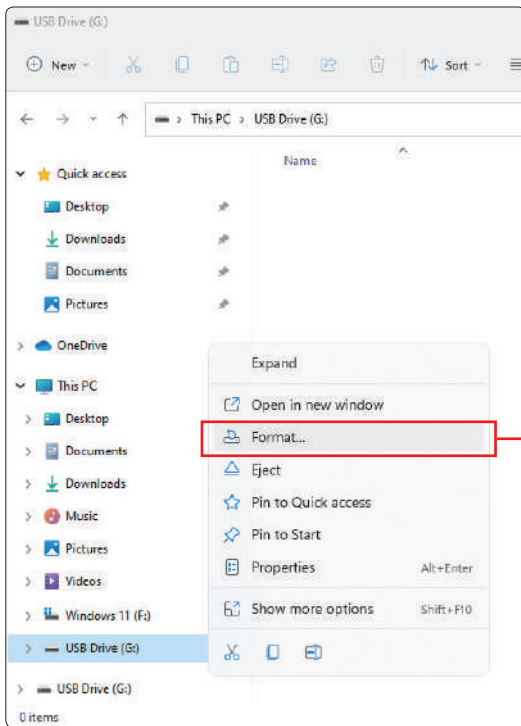 USB Drive (G:)
New
Sort
This PC > USB Drive (G:)
Name
Quick access
Desktop
Downloads
Documents
Pictures
OneDrive
This PC
Desktop
Documents
Downloads
Music
Pictures
Videos
Windows 11 (F:)
USB Drive (G:)
USB Drive (G:)
0 items
Expand
Open in new window
Format...
Eject
Pin to Quick access
Pin to Start
Properties Alt+Enter
Show more options Shift+F10